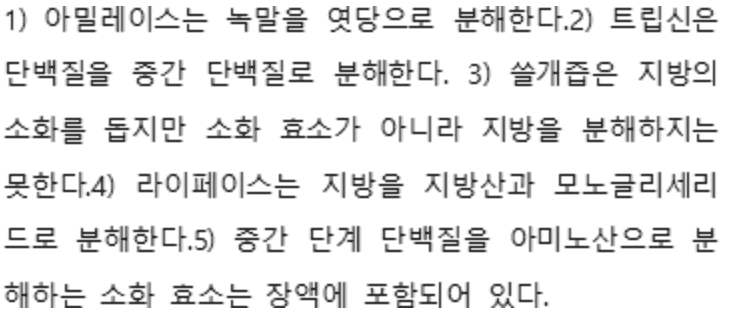 1) 아밀레이스는 녹말을 엿당으로 분해한다.2) 트립신은
단백질을 중간 단백질로 분해한다. 3) 쓸개즙은 지방의
소화를 돕지만 소화 효소가 아니라 지방을 분해하지는
못한다.4) 라이페이스는 지방을 지방산과 모노글리세리
드로 분해한다.5) 중간 단계 단백질을 아미노산으로 분
해하는 소화 효소는 장액에 포함되어 있다.